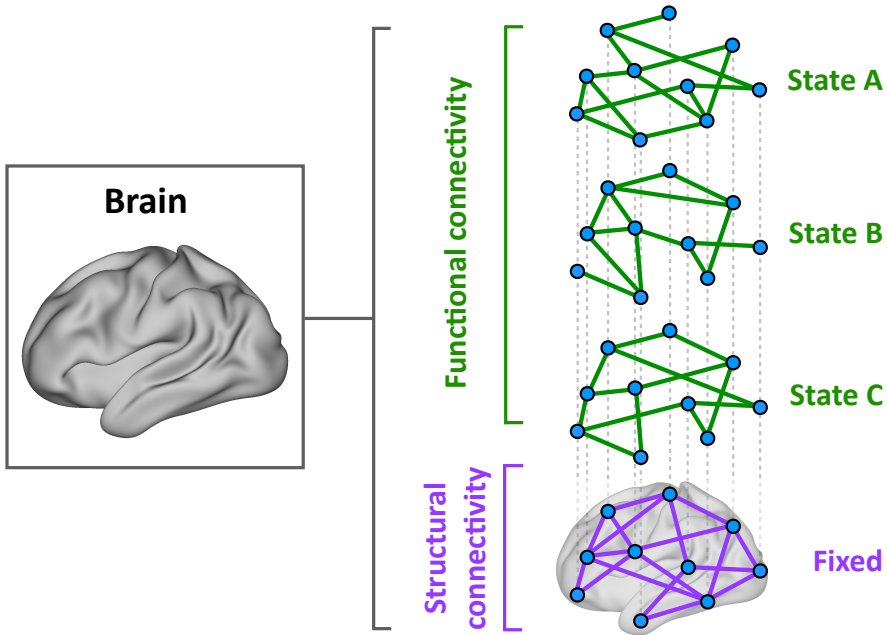 Brain
Functional connectivity
State A
State B
State C
Structural
connectivity
Fixed